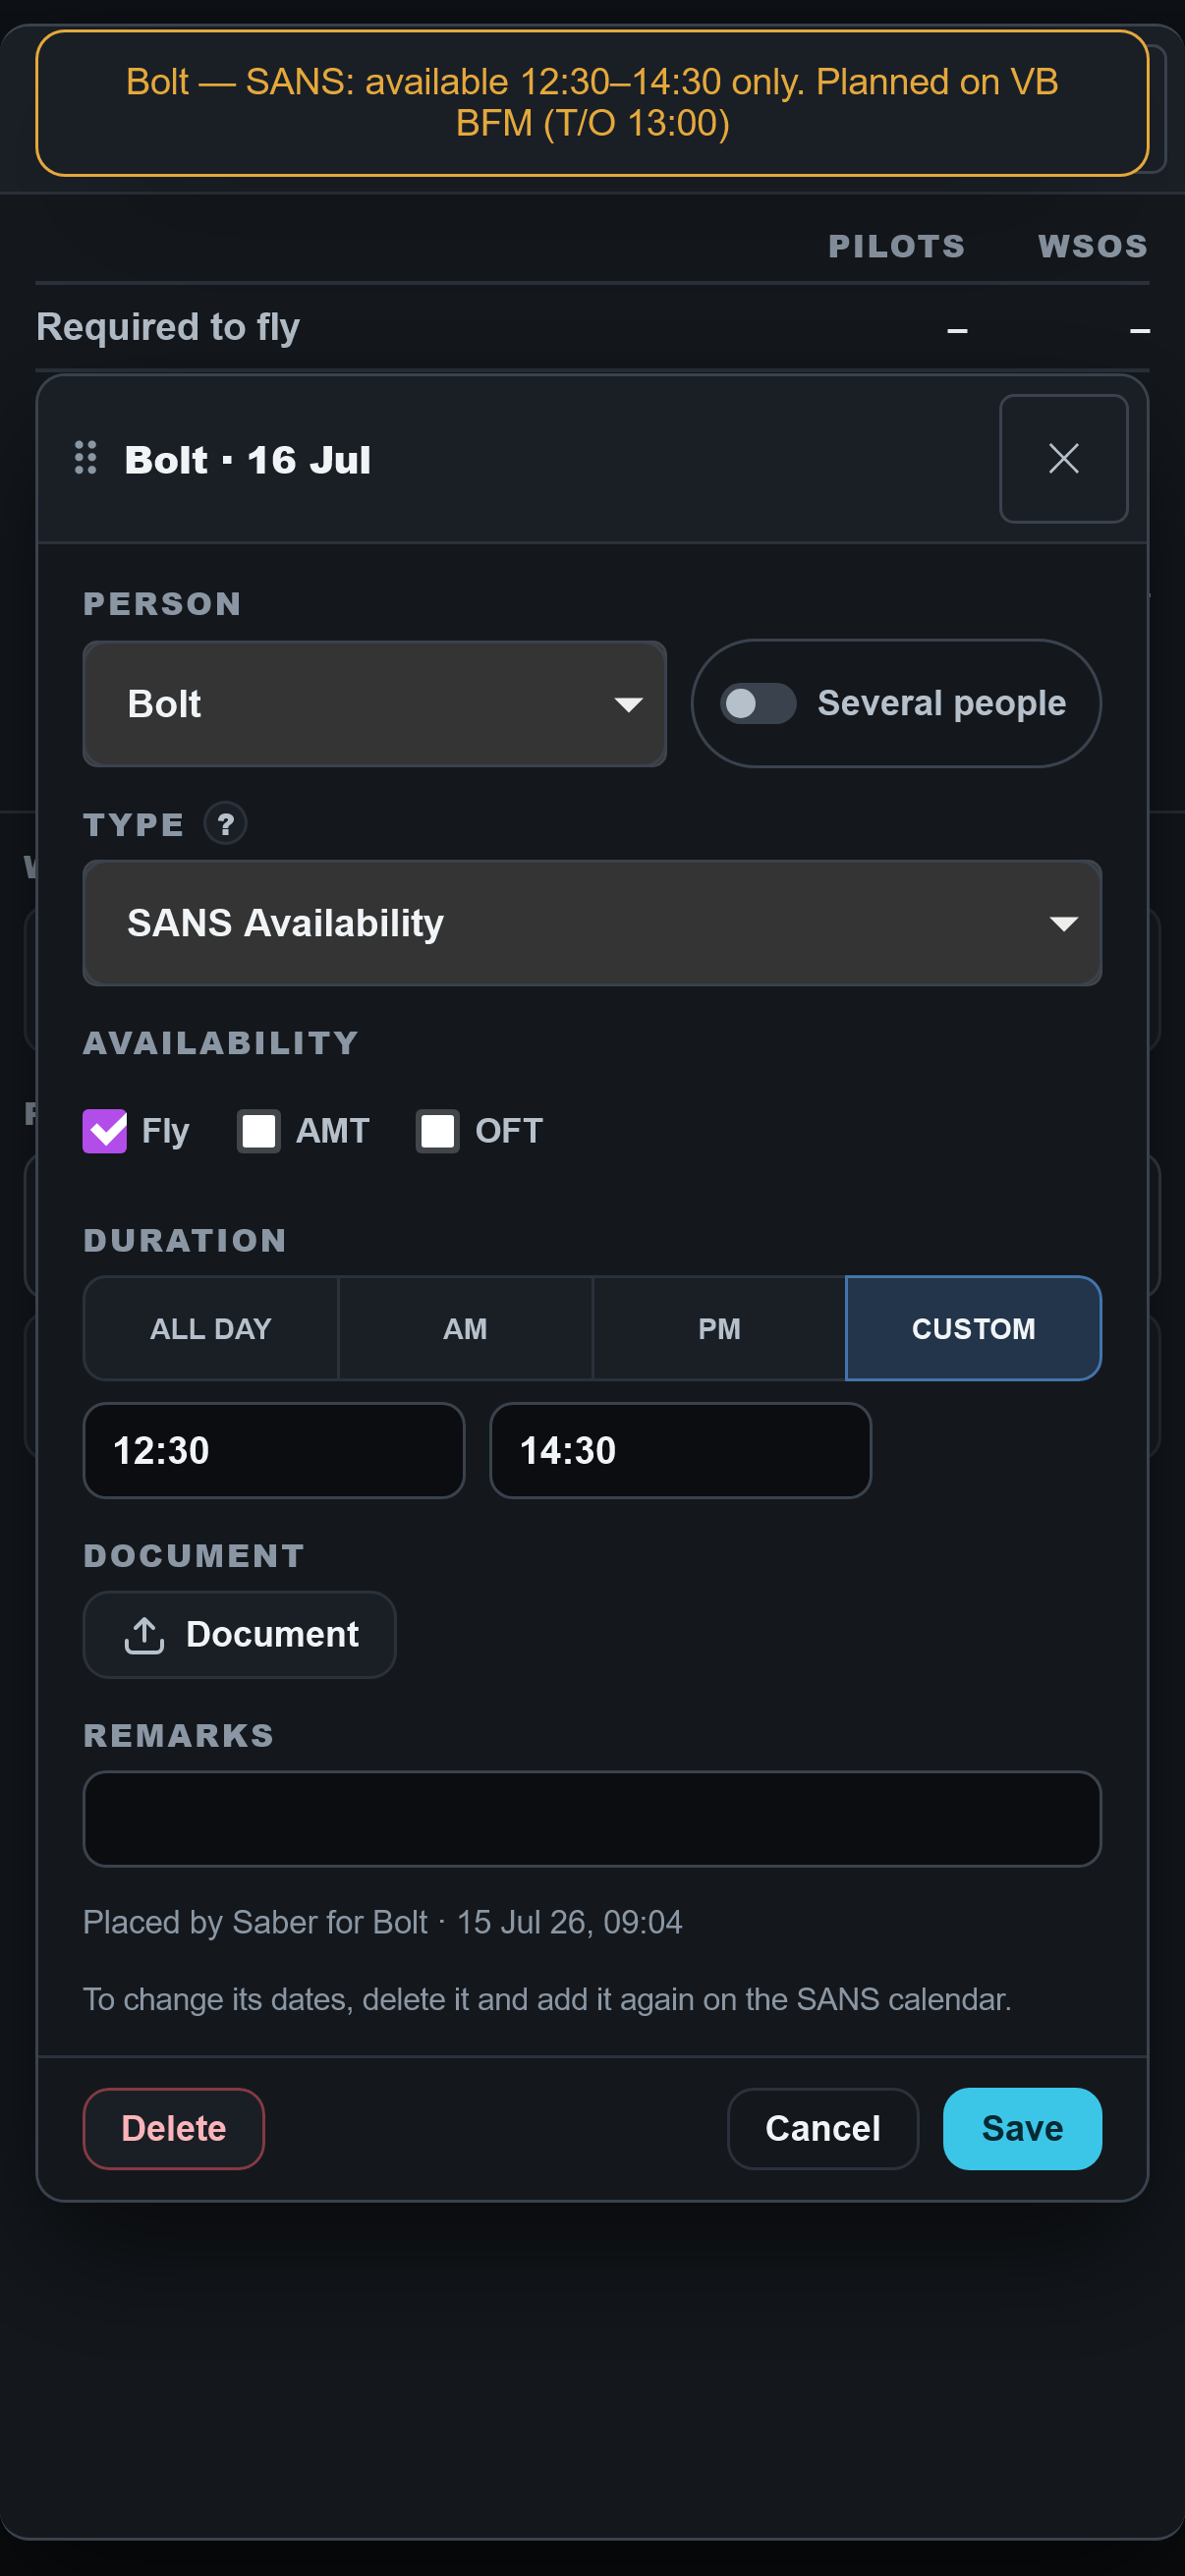 Bolt — SANS: available 12:30–14:30 only. Planned on VB
BFM (T/O 13:00)
PILOTS WSOS
Required to fly – –
Bolt · 16 Jul
PERSON
Bolt
Several people
TYPE ?
SANS Availability
AVAILABILITY
Fly AMT OFT
DURATION
ALL DAY AM PM CUSTOM
12:30 14:30
DOCUMENT
Document
REMARKS
Placed by Saber for Bolt · 15 Jul 26, 09:04
To change its dates, delete it and add it again on the SANS calendar.
Delete Cancel Save